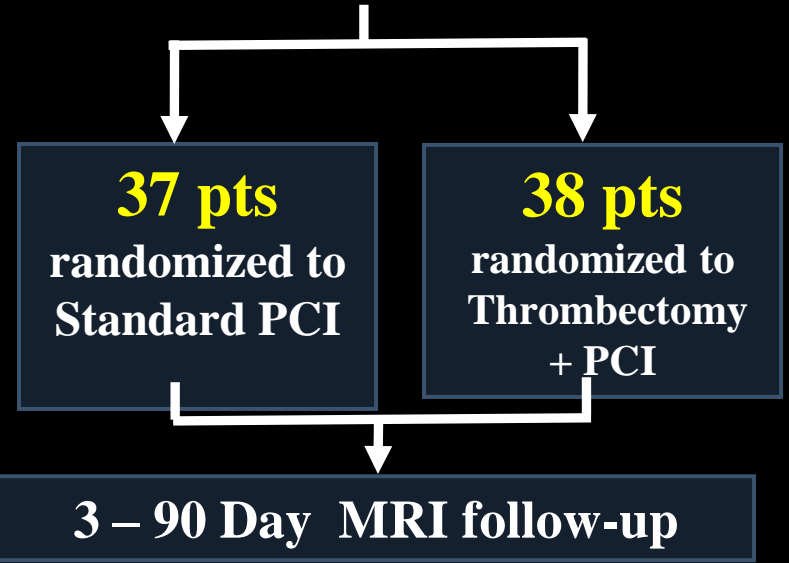 37 pts
randomized to
Standard PCI
38 pts
randomized to
Thrombectomy
+ PCI
3 – 90 Day MRI follow-up